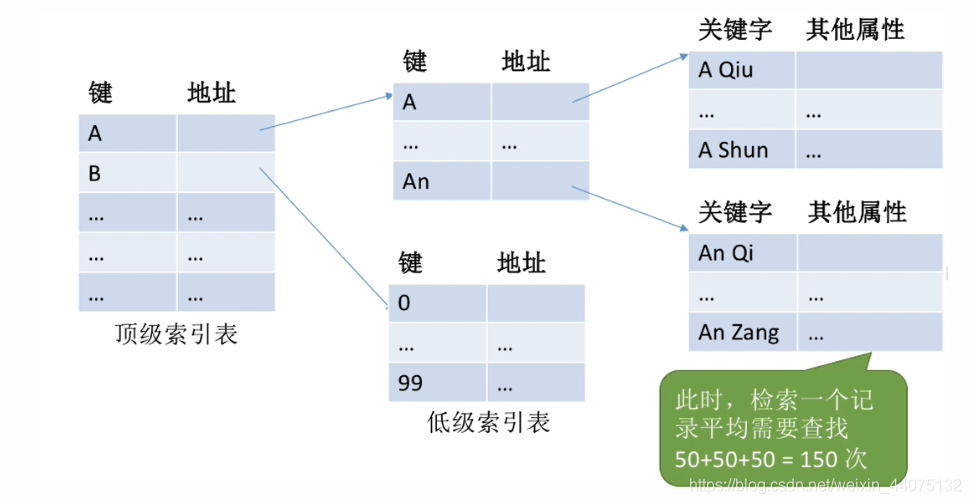 键 地址
A
B
... ...
... ...
... ...
顶级索引表
键 地址
A
... ...
An
键 地址
0
... ...
99 ...
低级索引表
关键字 其他属性
A Qiu
... ...
A Shun ...
关键字 其他属性
An Qi
... ...
An Zang ...
此时，检索一个记
录平均需要查找
50+50+50 = 150 次
https://blog.csdn.net/weixin_44075132